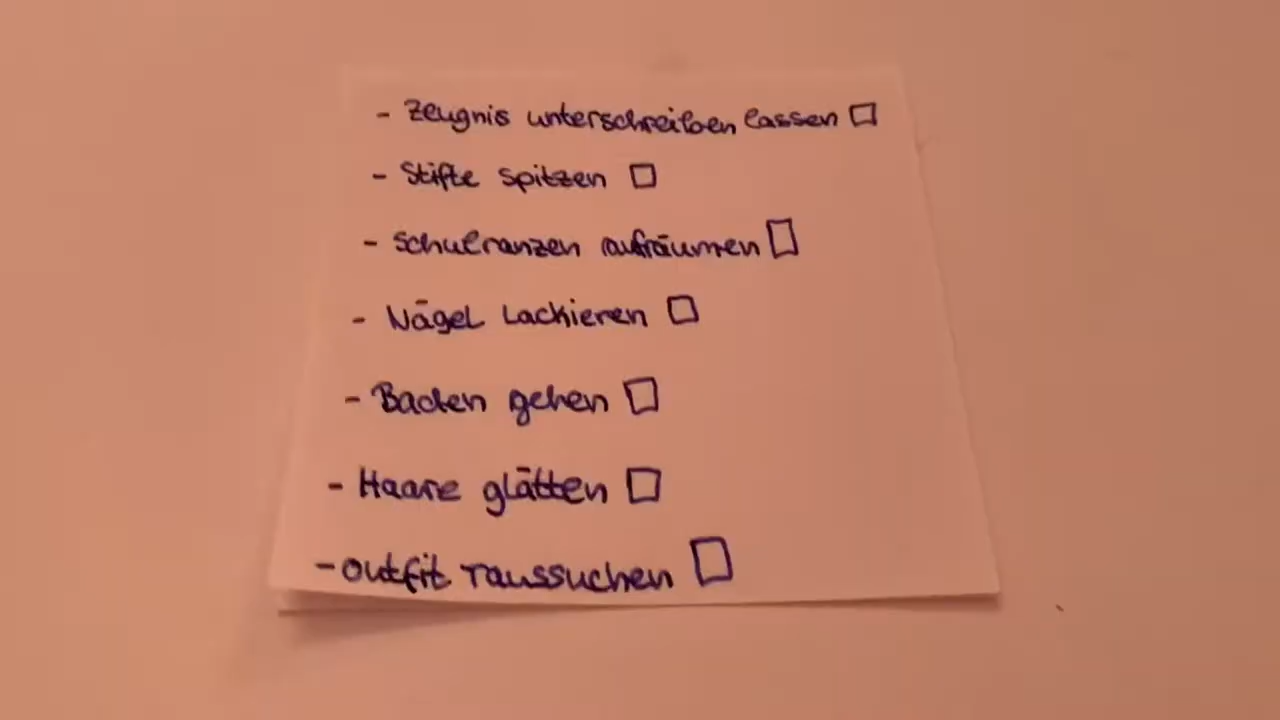 - Zeugnis unterschreiben lassen ☐
- Stifte spitzen ☐
- Schulranzen aufräumen ☐
- Nägel lackieren ☐
- Baden gehen ☐
- Haare glätten ☐
- outfit raussuchen ☐